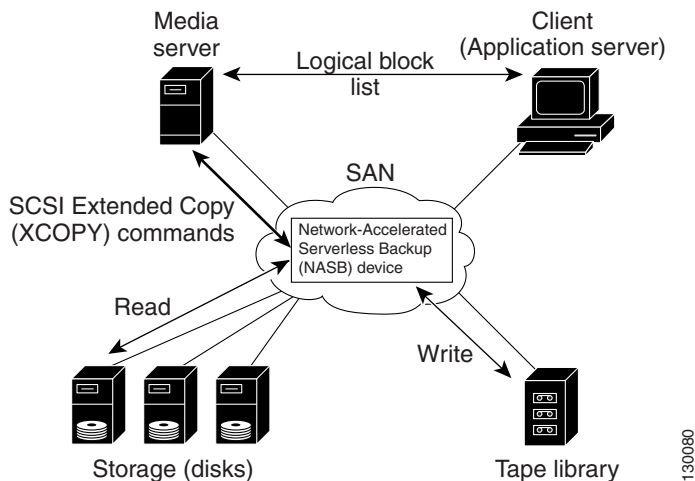 Media
server
Client
(Application server)
Logical block
list
SAN
SCSI Extended Copy
(XCOPY) commands
Network-Accelerated
Serverless Backup
(NASB) device
Read
Write
Storage (disks)
Tape library
130080